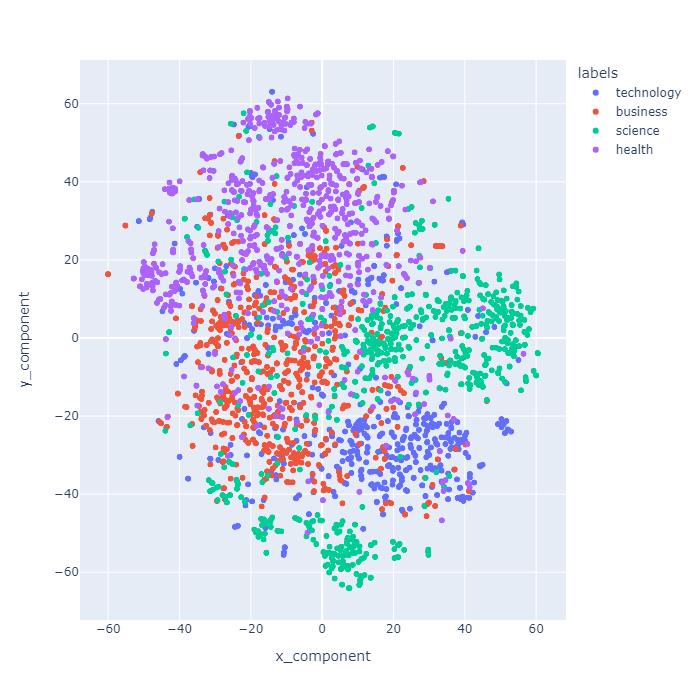 labels
technology
business
science
health
60
40
20
0
−20
−40
−60
−60 −40 −20 0 20 40 60
x_component
y_component